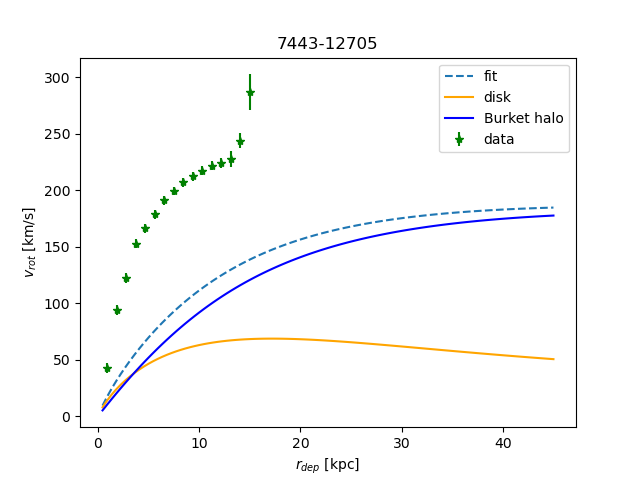 7443-12705
fit
disk
Burket halo
data
300
250
200
150
100
50
0
v_rot [km/s]
0 10 20 30 40
r_dep [kpc]